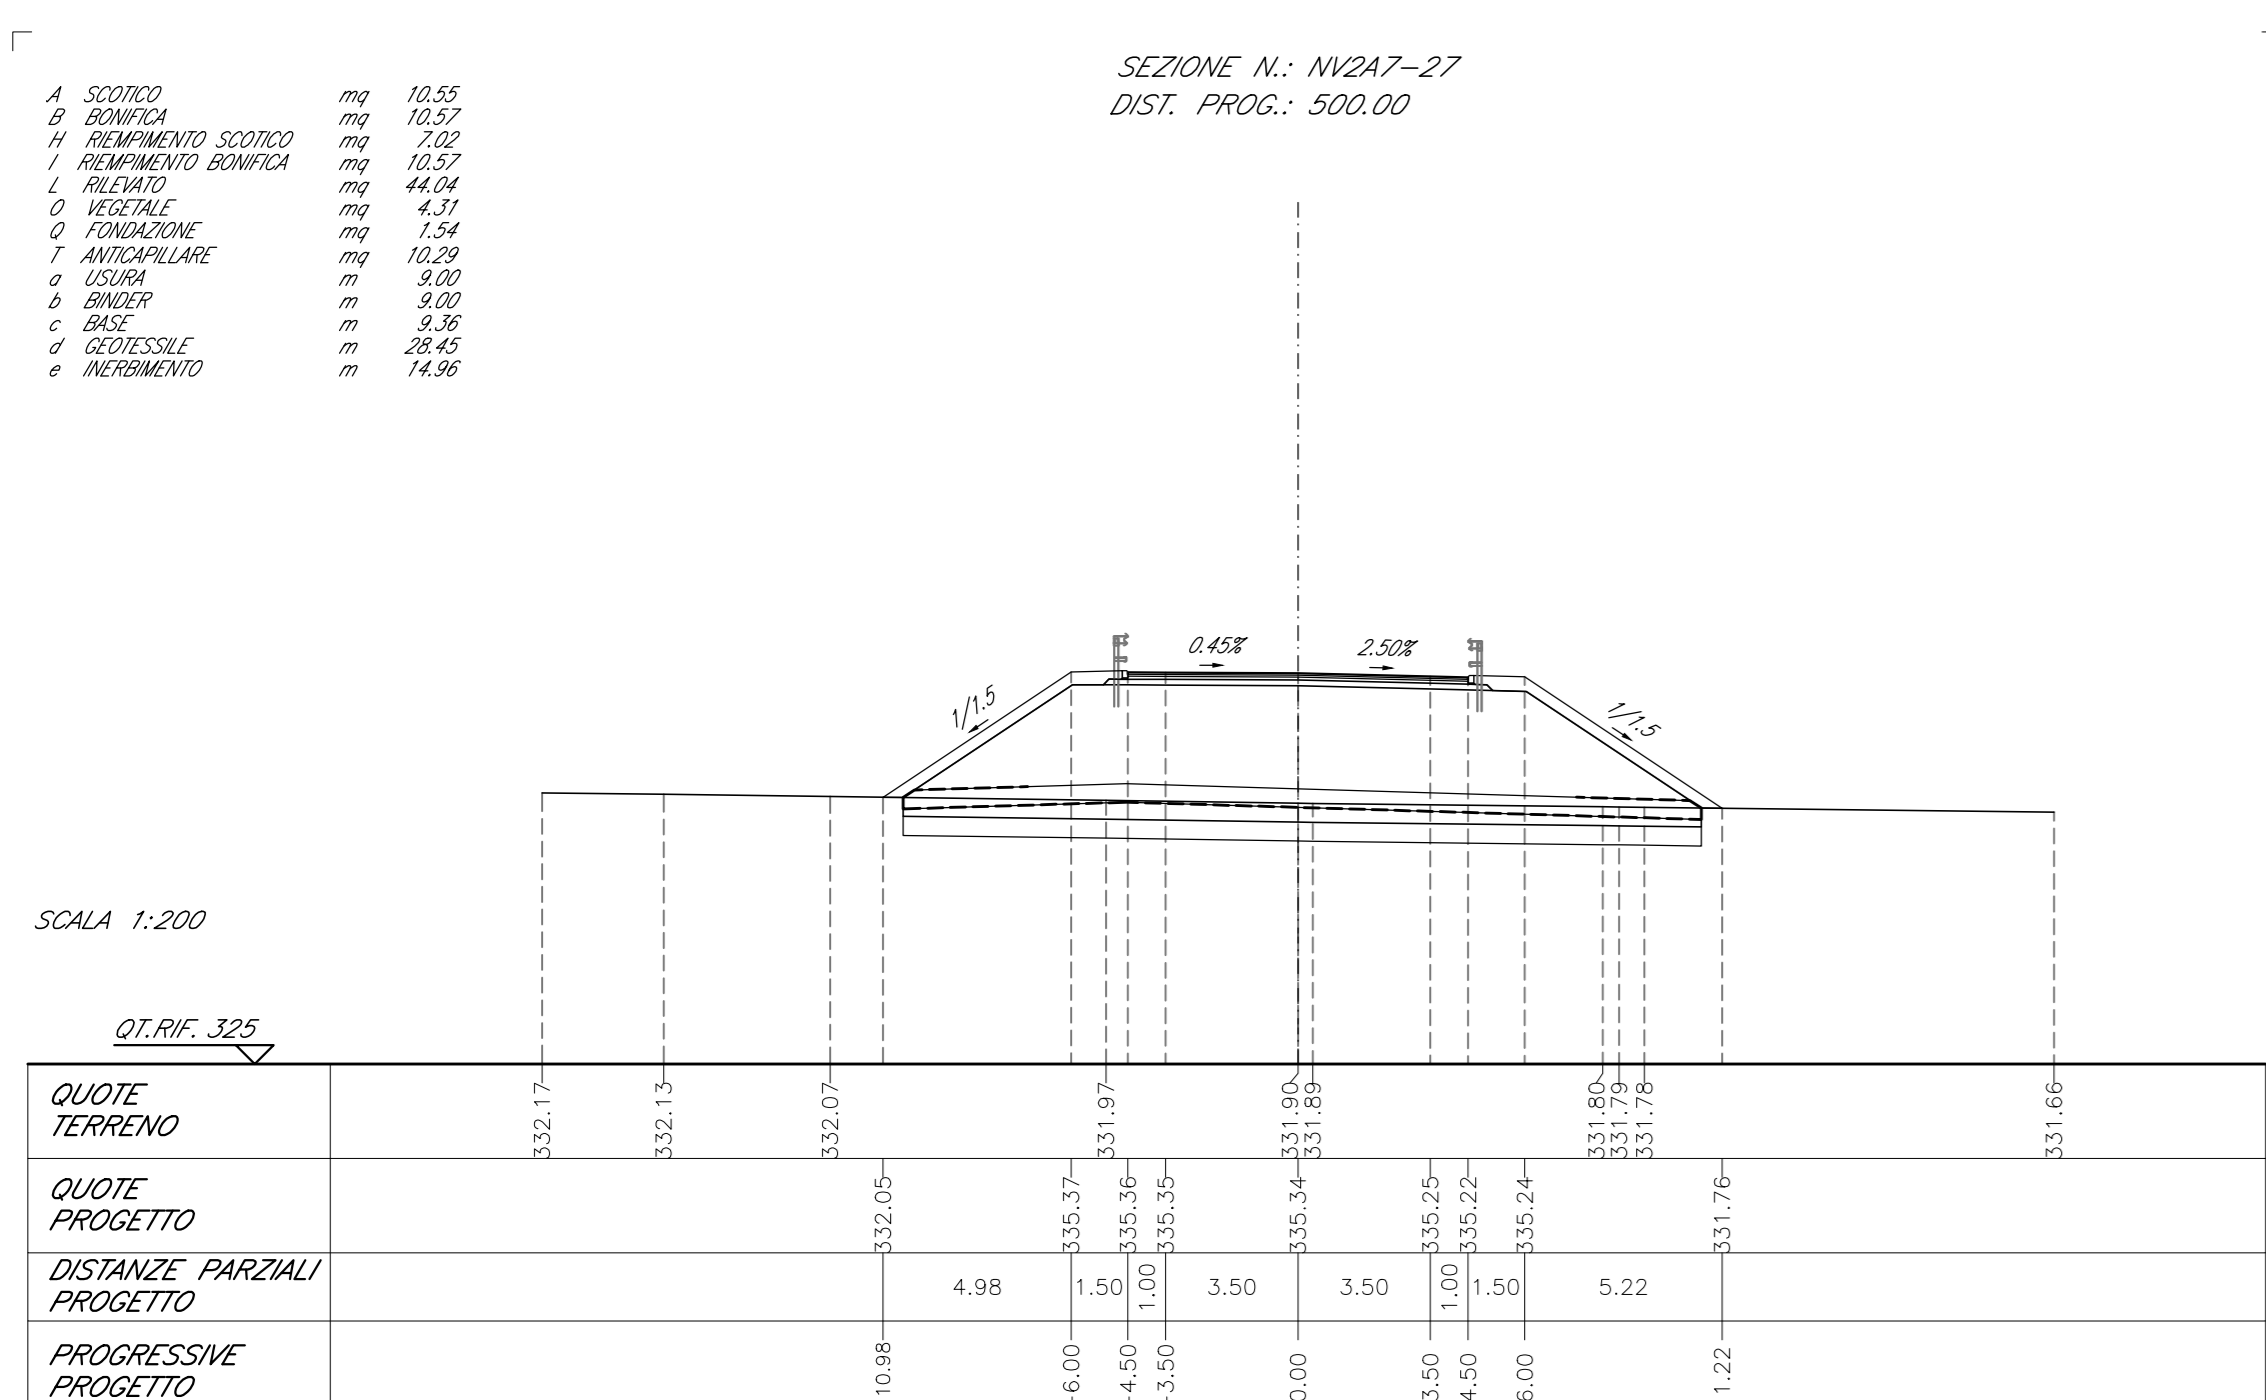 SEZIONE N.: NV2A7-27
DIST. PROG.: 500.00
A SCOTICO mq 10.55
B BONIFICA mq 10.57
H RIEMPIMENTO SCOTICO mq 7.02
I RIEMPIMENTO BONIFICA mq 10.57
L RILEVATO mq 44.04
O VEGETALE mq 4.31
Q FONDAZIONE mq 1.54
T ANTICAPILLARE mq 10.29
a USURA m 9.00
b BINDER m 9.00
c BASE m 9.36
d GEOTESSILE m 28.45
e INERBIMENTO m 14.96
0.45% 2.50%
1/1.5 1/1.5
SCALA 1:200
QT.RIF. 325
QUOTE
TERRENO
332.17 332.13 332.07 331.97 331.90 331.89 331.80 331.79 331.78 331.66
QUOTE
PROGETTO
332.05 335.37 335.36 335.35 335.34 335.25 335.22 335.24 331.76
DISTANZE PARZIALI
PROGETTO
4.98 1.50 1.00 3.50 3.50 1.00 1.50 5.22
PROGRESSIVE
PROGETTO
10.98 -6.00 -4.50 -3.50 0.00 3.50 4.50 6.00 1.22